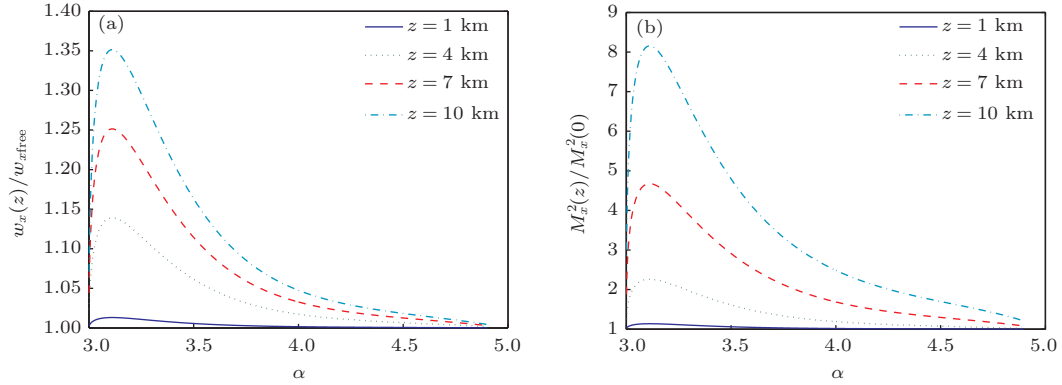 (a)
z = 1 km
z = 4 km
z = 7 km
z = 10 km
1.40
1.35
1.30
1.25
1.20
1.15
1.10
1.05
1.00
w_x(z)/w_xfree
3.0 3.5 4.0 4.5 5.0
α
(b)
z = 1 km
z = 4 km
z = 7 km
z = 10 km
9
8
7
6
5
4
3
2
1
M_x^2(z)/M_x^2(0)
3.0 3.5 4.0 4.5 5.0
α